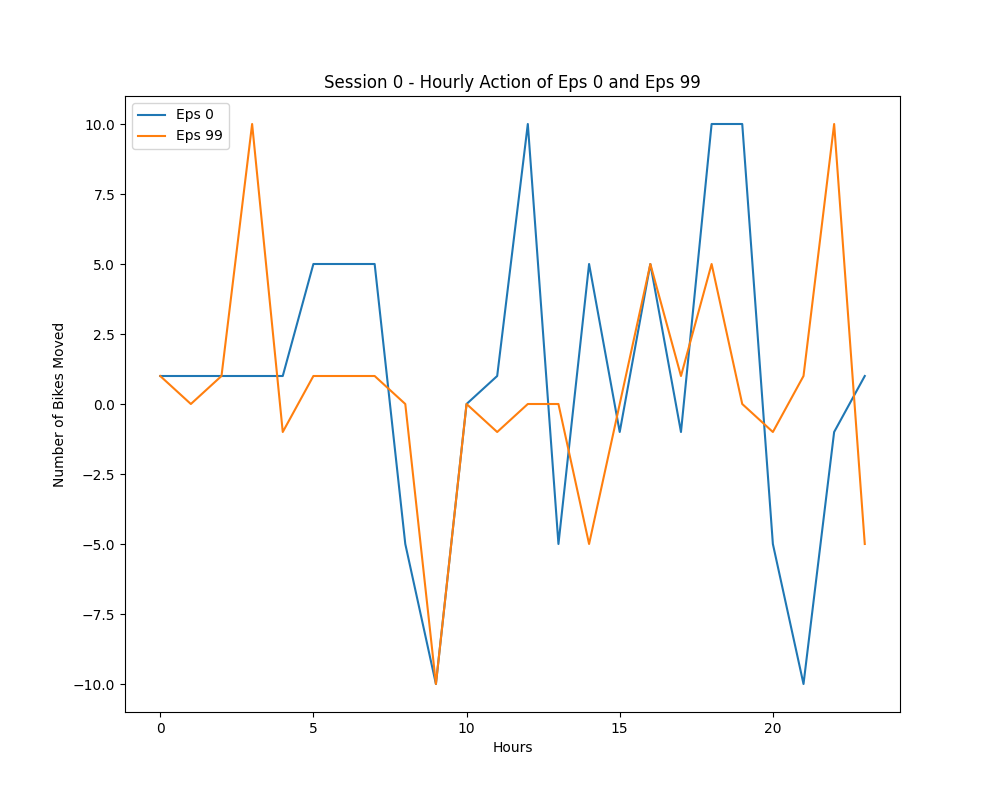 Session 0 - Hourly Action of Eps 0 and Eps 99
Eps 0
Eps 99
10.0
7.5
5.0
2.5
0.0
−2.5
−5.0
−7.5
−10.0
Number of Bikes Moved
0
5
10
15
20
Hours